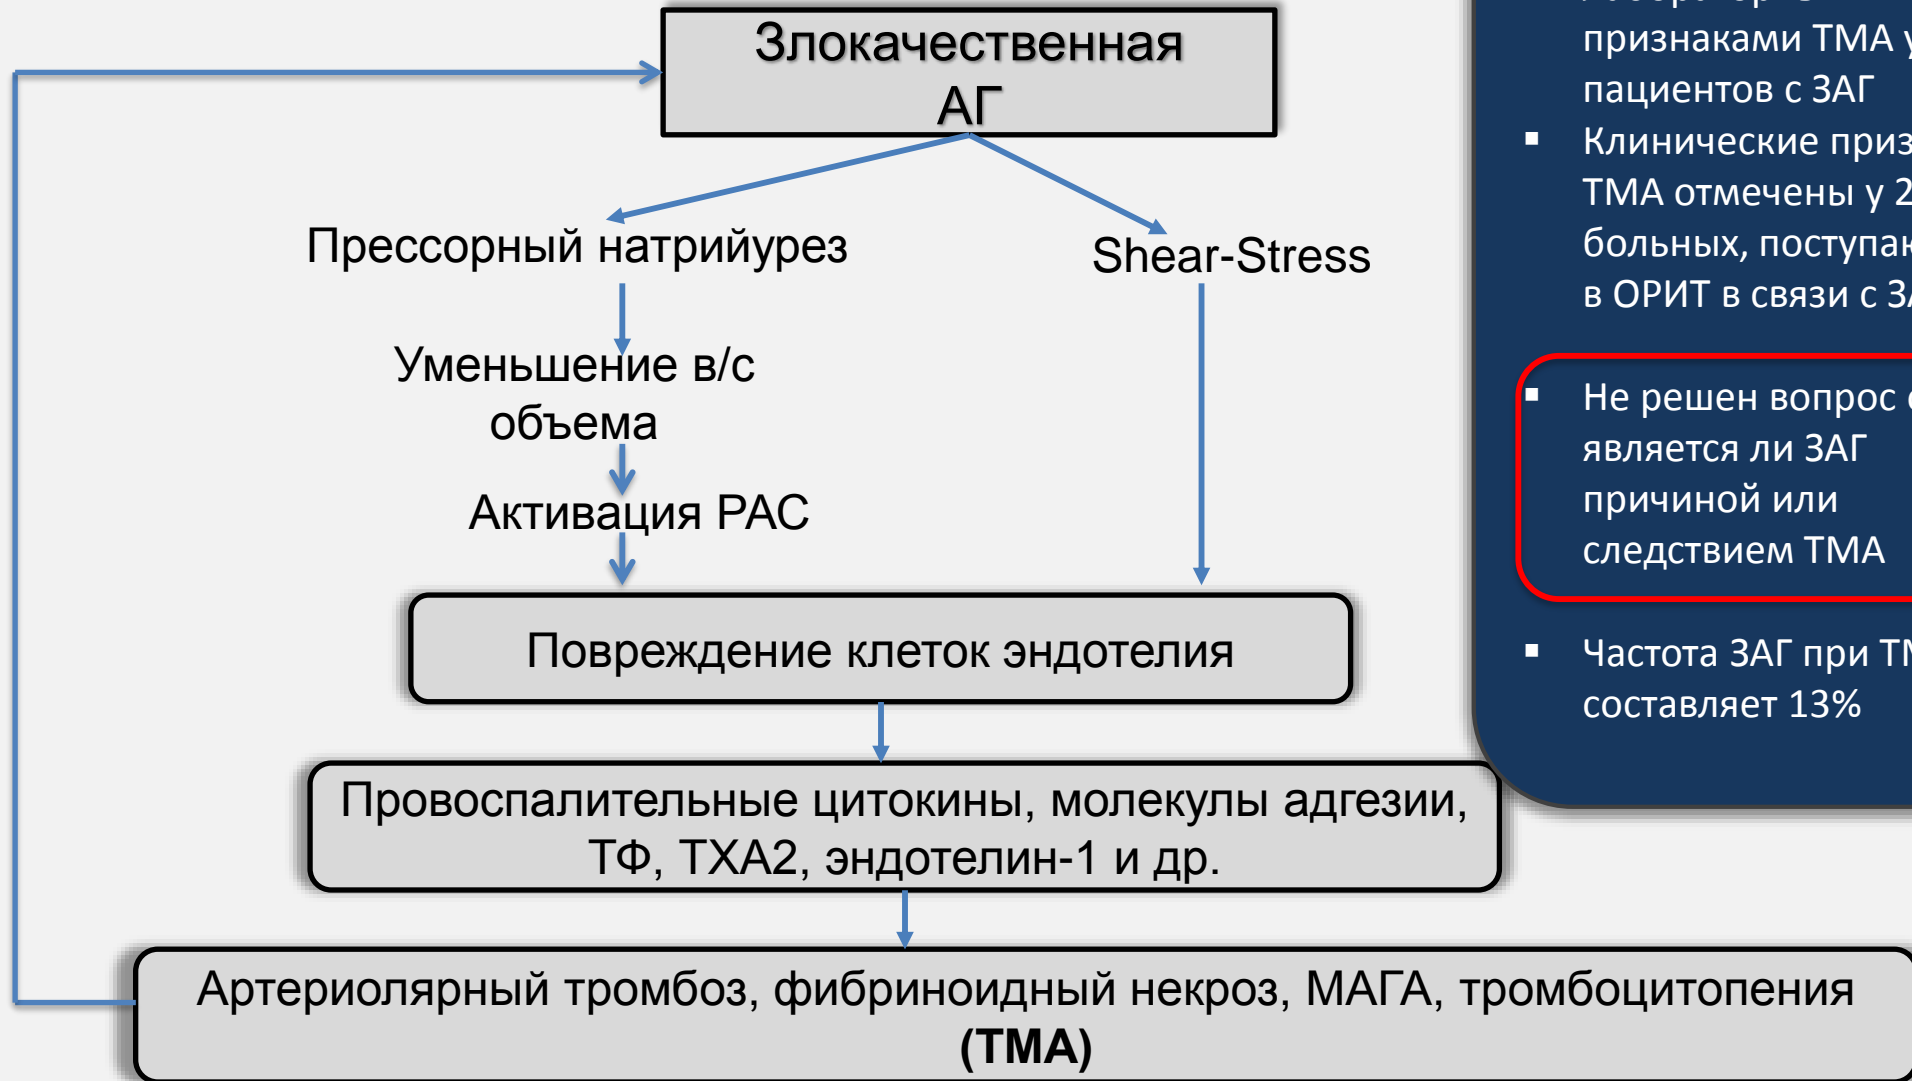 Злокачественная
АГ
Прессорный натрийурез
Shear-Stress
Уменьшение в/с
объема
Активация РАС
Повреждение клеток эндотелия
Провоспалительные цитокины, молекулы адгезии,
ТФ, ТХА2, эндотелин-1 и др.
Артериолярный тромбоз, фибриноидный некроз, МАГА, тромбоцитопения
(ТМА)
признаками ТМА у
пациентов с ЗАГ
▪ Клинические
ТМА отмечены у
больных,
в ОРИТ в связи с
▪ Не решен вопрос
является ли ЗАГ
причиной или
следствием ТМА
▪ Частота ЗАГ при
составляет 13%